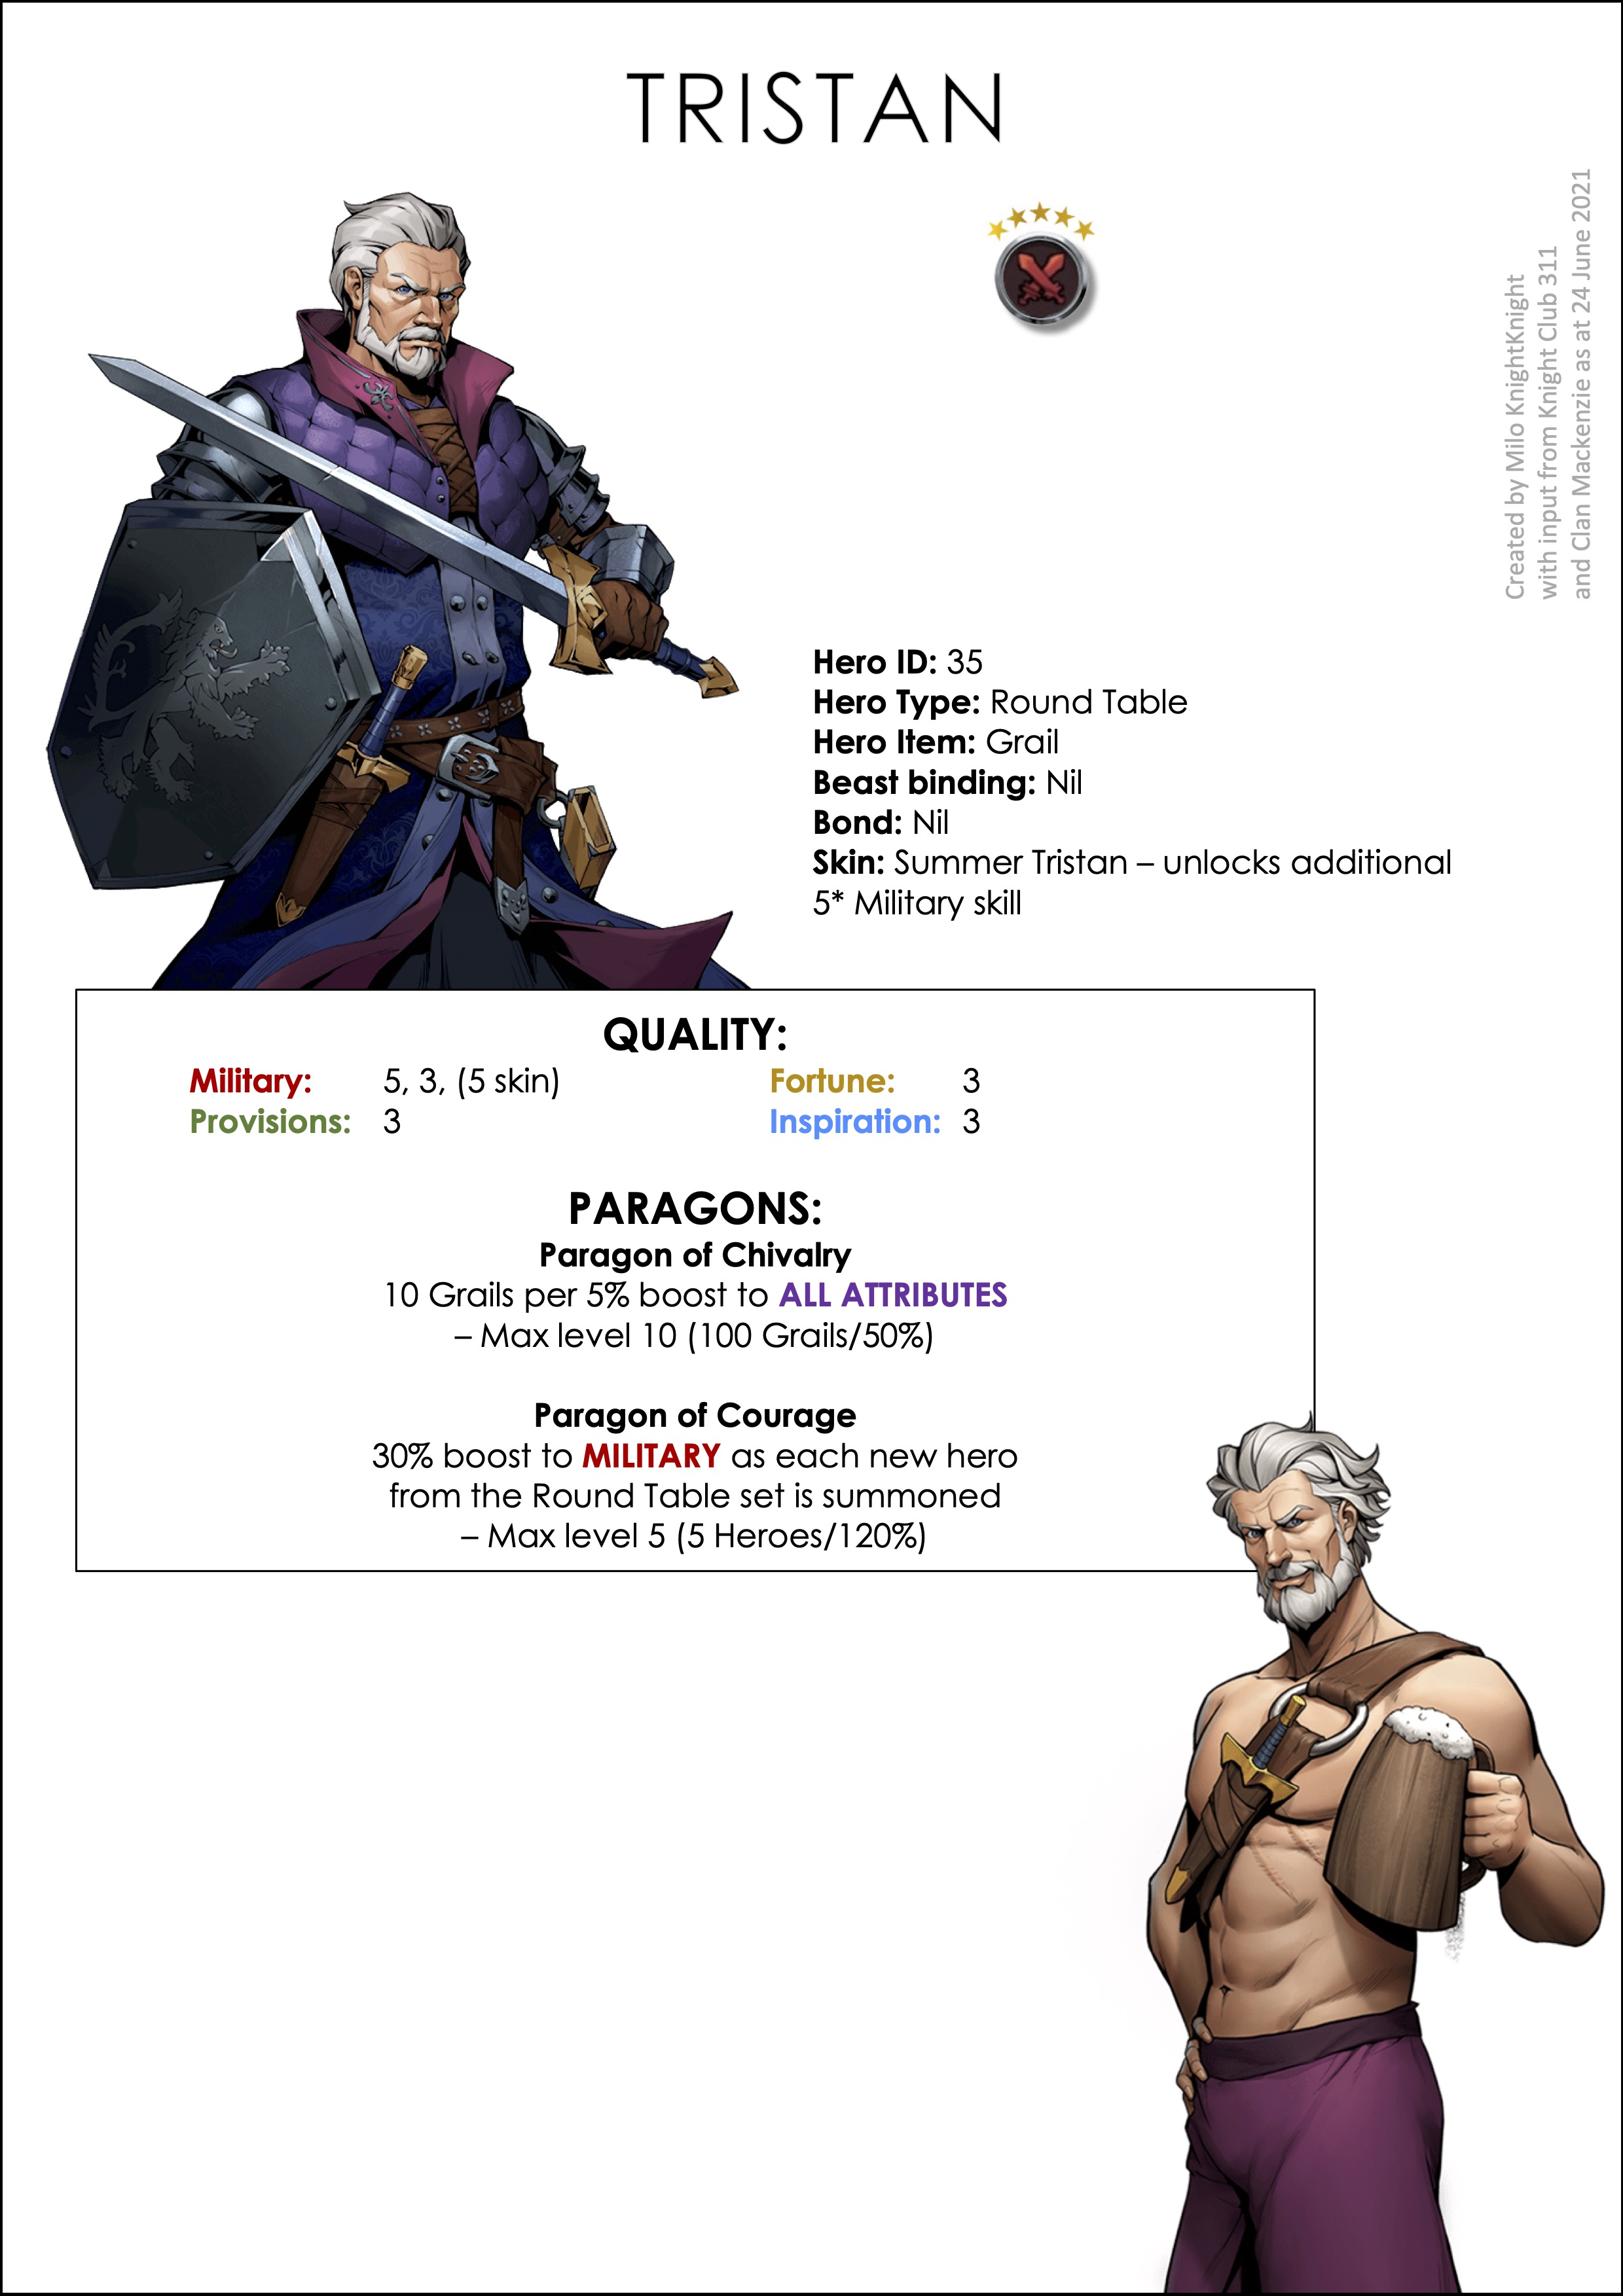 TRISTAN
Created by Milo KnightKnight
with input from Knight Club 311
and Clan Mackenzie as at 24 June 2021
Hero ID: 35
Hero Type: Round Table
Hero Item: Grail
Beast binding: Nil
Bond: Nil
Skin: Summer Tristan – unlocks additional
5* Military skill
QUALITY:
Military: 5, 3, (5 skin) Fortune: 3
Provisions: 3 Inspiration: 3
PARAGONS:
Paragon of Chivalry
10 Grails per 5% boost to ALL ATTRIBUTES
– Max level 10 (100 Grails/50%)
Paragon of Courage
30% boost to MILITARY as each new hero
from the Round Table set is summoned
– Max level 5 (5 Heroes/120%)